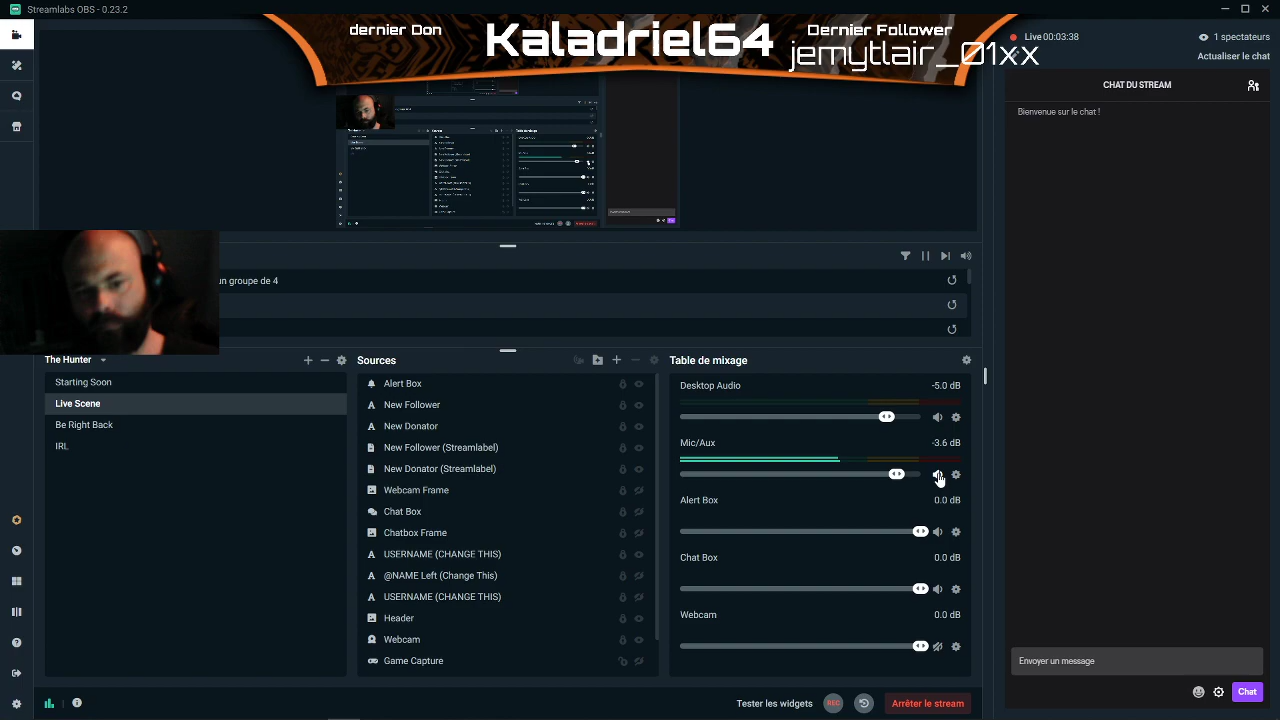 Streamlabs OBS - 0.23.2
dernier Don
Kaladriel64
Dernier Follower
jemytlair_01xx
Live 00:03:38
1 spectateurs
Actualiser le chat
CHAT DU STREAM
Bienvenue sur le chat !
un groupe de 4
The Hunter
Starting Soon
Live Scene
Be Right Back
IRL
Sources
Alert Box
New Follower
New Donator
New Follower (Streamlabel)
New Donator (Streamlabel)
Webcam Frame
Chat Box
Chatbox Frame
USERNAME (CHANGE THIS)
@NAME Left (Change This)
USERNAME (CHANGE THIS)
Header
Webcam
Game Capture
Table de mixage
Desktop Audio -5.0 dB
Mic/Aux -3.6 dB
Alert Box 0.0 dB
Chat Box 0.0 dB
Webcam 0.0 dB
Envoyer un message
Chat
Tester les widgets
REC
Arrêter le stream